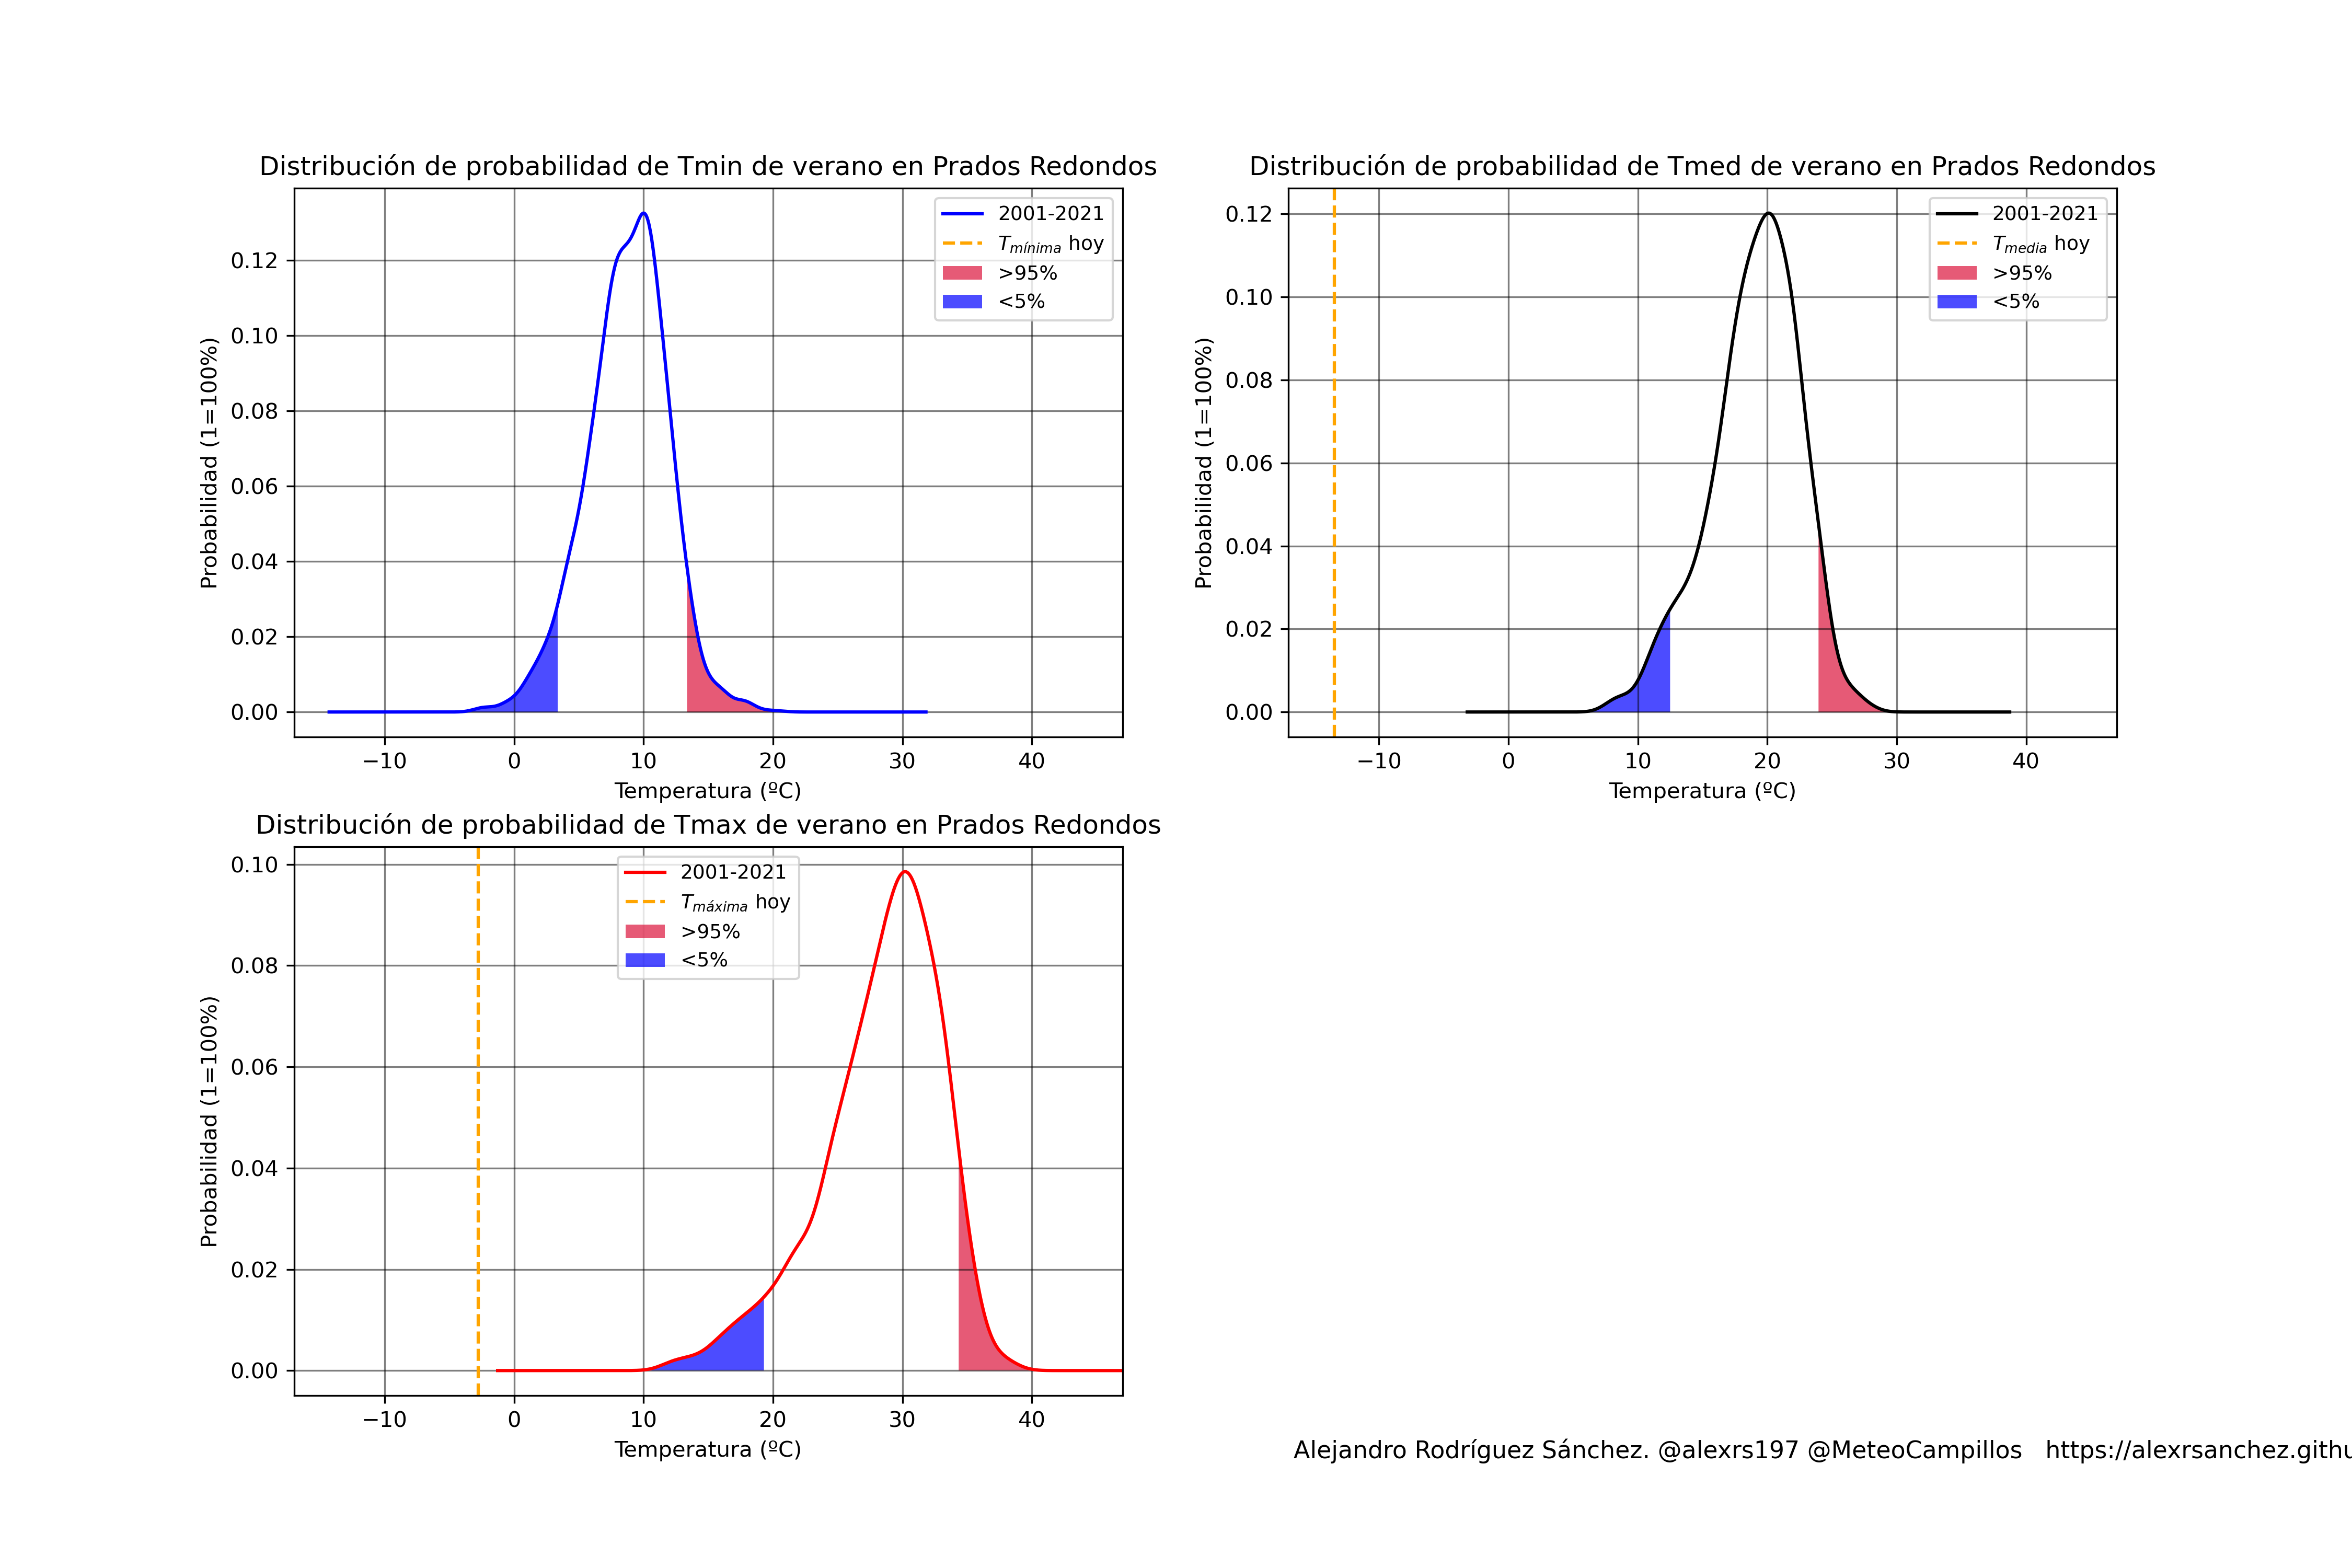 Distribución de probabilidad de Tmin de verano en Prados Redondos
Probabilidad (1=100%)
0.12
0.10
0.08
0.06
0.04
0.02
0.00
−10 0 10 20 30 40
Temperatura (ºC)
2001-2021
Tmínima hoy
>95%
<5%
Distribución de probabilidad de Tmed de verano en Prados Redondos
Probabilidad (1=100%)
0.12
0.10
0.08
0.06
0.04
0.02
0.00
−10 0 10 20 30 40
Temperatura (ºC)
2001-2021
Tmedia hoy
>95%
<5%
Distribución de probabilidad de Tmax de verano en Prados Redondos
Probabilidad (1=100%)
0.10
0.08
0.06
0.04
0.02
0.00
−10 0 10 20 30 40
Temperatura (ºC)
2001-2021
Tmáxima hoy
>95%
<5%
Alejandro Rodríguez Sánchez. @alexrs197 @MeteoCampillos https://alexrsanchez.githu